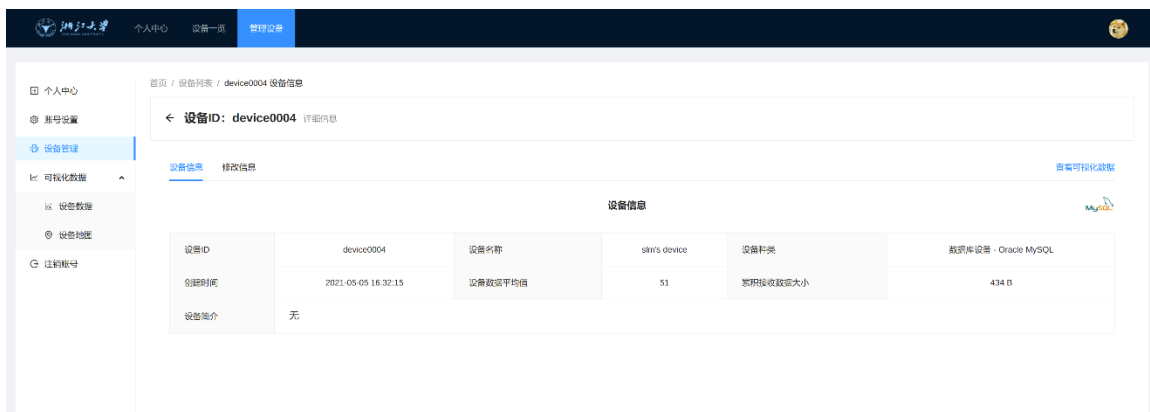 浙江大学 个人中心 设备一览 管理设备
个人中心
账号设置
设备管理
可视化数据
设备数据
设备地图
注销账号
首页 / 设备列表 / device0004 设备信息
← 设备ID：device0004 详细信息
设备信息 修改信息 查看可视化数据
设备信息 MySQL
设备ID device0004 设备名称 slm's device 设备种类 数据库设备 - Oracle MySQL
创建时间 2021-05-05 16:32:15 设备数据平均值 51 累积接收数据大小 434 B
设备简介 无